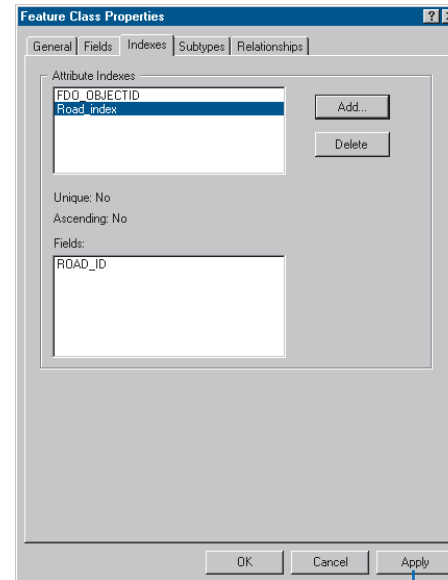 Feature Class Properties
General Fields Indexes Subtypes Relationships
Attribute Indexes
FDO_OBJECTID
Road_index
Add...
Delete
Unique: No
Ascending: No
Fields:
ROAD_ID
OK Cancel Apply